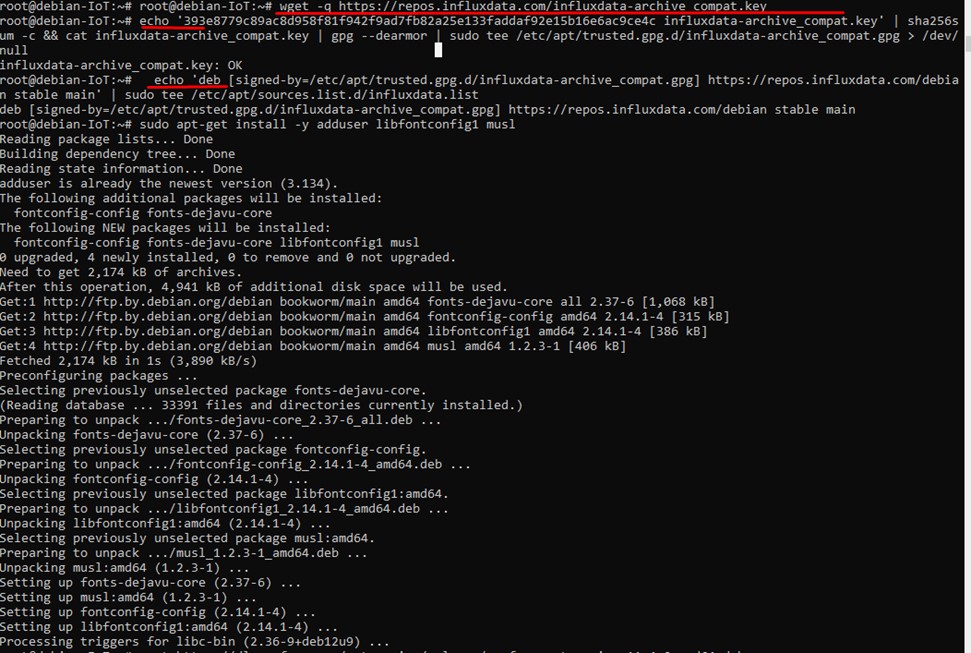 root@debian-IoT:~# root@debian-IoT:~# wget -q https://repos.influxdata.com/influxdata-archive_compat.key
root@debian-IoT:~# echo '393e8779c89ac8d958f81f942f9ad7fb82a25e133faddaf92e15b16e6ac9ce4c influxdata-archive_compat.key' | sha256s
um -c && cat influxdata-archive_compat.key | gpg --dearmor | sudo tee /etc/apt/trusted.gpg.d/influxdata-archive_compat.gpg > /dev/
null
influxdata-archive_compat.key: OK
root@debian-IoT:~#  echo 'deb [signed-by=/etc/apt/trusted.gpg.d/influxdata-archive_compat.gpg] https://repos.influxdata.com/debia
n stable main' | sudo tee /etc/apt/sources.list.d/influxdata.list
deb [signed-by=/etc/apt/trusted.gpg.d/influxdata-archive_compat.gpg] https://repos.influxdata.com/debian stable main
root@debian-IoT:~# sudo apt-get install -y adduser libfontconfig1 musl
Reading package lists... Done
Building dependency tree... Done
Reading state information... Done
adduser is already the newest version (3.134).
The following additional packages will be installed:
  fontconfig-config fonts-dejavu-core
The following NEW packages will be installed:
  fontconfig-config fonts-dejavu-core libfontconfig1 musl
0 upgraded, 4 newly installed, 0 to remove and 0 not upgraded.
Need to get 2,174 kB of archives.
After this operation, 4,941 kB of additional disk space will be used.
Get:1 http://ftp.by.debian.org/debian bookworm/main amd64 fonts-dejavu-core all 2.37-6 [1,068 kB]
Get:2 http://ftp.by.debian.org/debian bookworm/main amd64 fontconfig-config amd64 2.14.1-4 [315 kB]
Get:3 http://ftp.by.debian.org/debian bookworm/main amd64 libfontconfig1 amd64 2.14.1-4 [386 kB]
Get:4 http://ftp.by.debian.org/debian bookworm/main amd64 musl amd64 1.2.3-1 [406 kB]
Fetched 2,174 kB in 1s (3,890 kB/s)
Preconfiguring packages ...
Selecting previously unselected package fonts-dejavu-core.
(Reading database ... 33391 files and directories currently installed.)
Preparing to unpack .../fonts-dejavu-core_2.37-6_all.deb ...
Unpacking fonts-dejavu-core (2.37-6) ...
Selecting previously unselected package fontconfig-config.
Preparing to unpack .../fontconfig-config_2.14.1-4_amd64.deb ...
Unpacking fontconfig-config (2.14.1-4) ...
Selecting previously unselected package libfontconfig1:amd64.
Preparing to unpack .../libfontconfig1_2.14.1-4_amd64.deb ...
Unpacking libfontconfig1:amd64 (2.14.1-4) ...
Selecting previously unselected package musl:amd64.
Preparing to unpack .../musl_1.2.3-1_amd64.deb ...
Unpacking musl:amd64 (1.2.3-1) ...
Setting up fonts-dejavu-core (2.37-6) ...
Setting up musl:amd64 (1.2.3-1) ...
Setting up fontconfig-config (2.14.1-4) ...
Setting up libfontconfig1:amd64 (2.14.1-4) ...
Processing triggers for libc-bin (2.36-9+deb12u9) ...